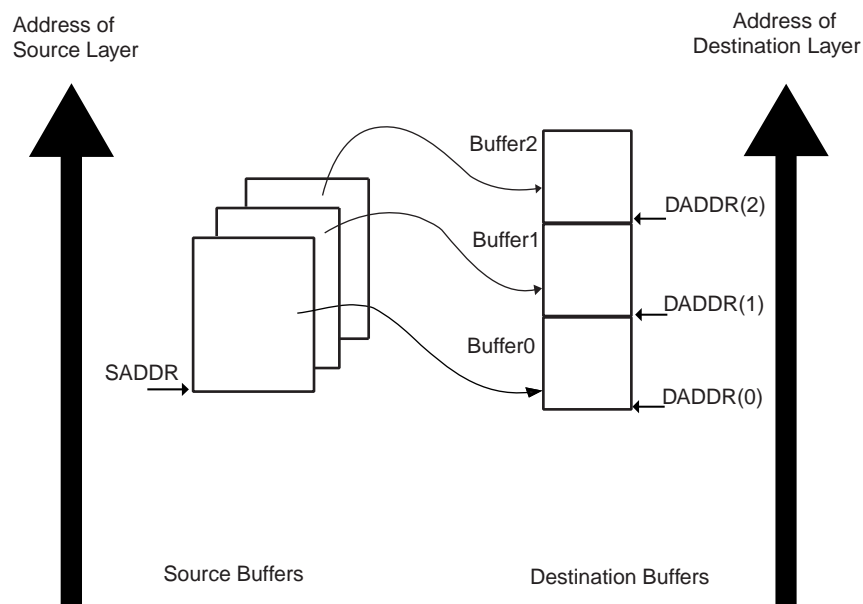 Address of
Source Layer
Address of
Destination Layer
Buffer2
DADDR(2)
Buffer1
DADDR(1)
Buffer0
SADDR
DADDR(0)
Source Buffers
Destination Buffers